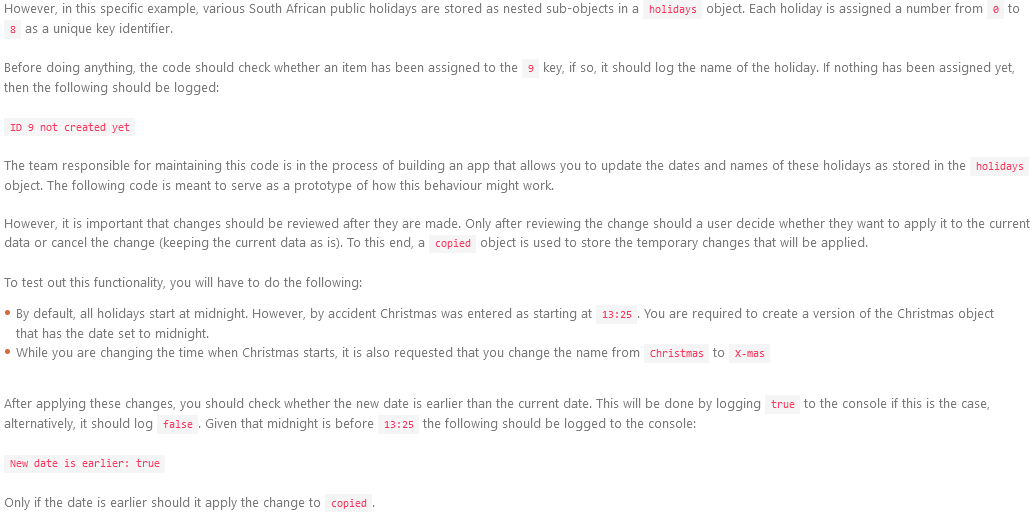 However, in this specific example, various South African public holidays are stored as nested sub-objects in a holidays object. Each holiday is assigned a number from 0 to
8 as a unique key identifier.
Before doing anything, the code should check whether an item has been assigned to the 9 key, if so, it should log the name of the holiday. If nothing has been assigned yet,
then the following should be logged:
ID 9 not created yet
The team responsible for maintaining this code is in the process of building an app that allows you to update the dates and names of these holidays as stored in the holidays
object. The following code is meant to serve as a prototype of how this behaviour might work.
However, it is important that changes should be reviewed after they are made. Only after reviewing the change should a user decide whether they want to apply it to the current
data or cancel the change (keeping the current data as is). To this end, a copied object is used to store the temporary changes that will be applied.
To test out this functionality, you will have to do the following:
• By default, all holidays start at midnight. However, by accident Christmas was entered as starting at 13:25. You are required to create a version of the Christmas object
that has the date set to midnight.
• While you are changing the time when Christmas starts, it is also requested that you change the name from Christmas to X-mas
After applying these changes, you should check whether the new date is earlier than the current date. This will be done by logging true to the console if this is the case,
alternatively, it should log false. Given that midnight is before 13:25 the following should be logged to the console:
New date is earlier: true
Only if the date is earlier should it apply the change to copied.